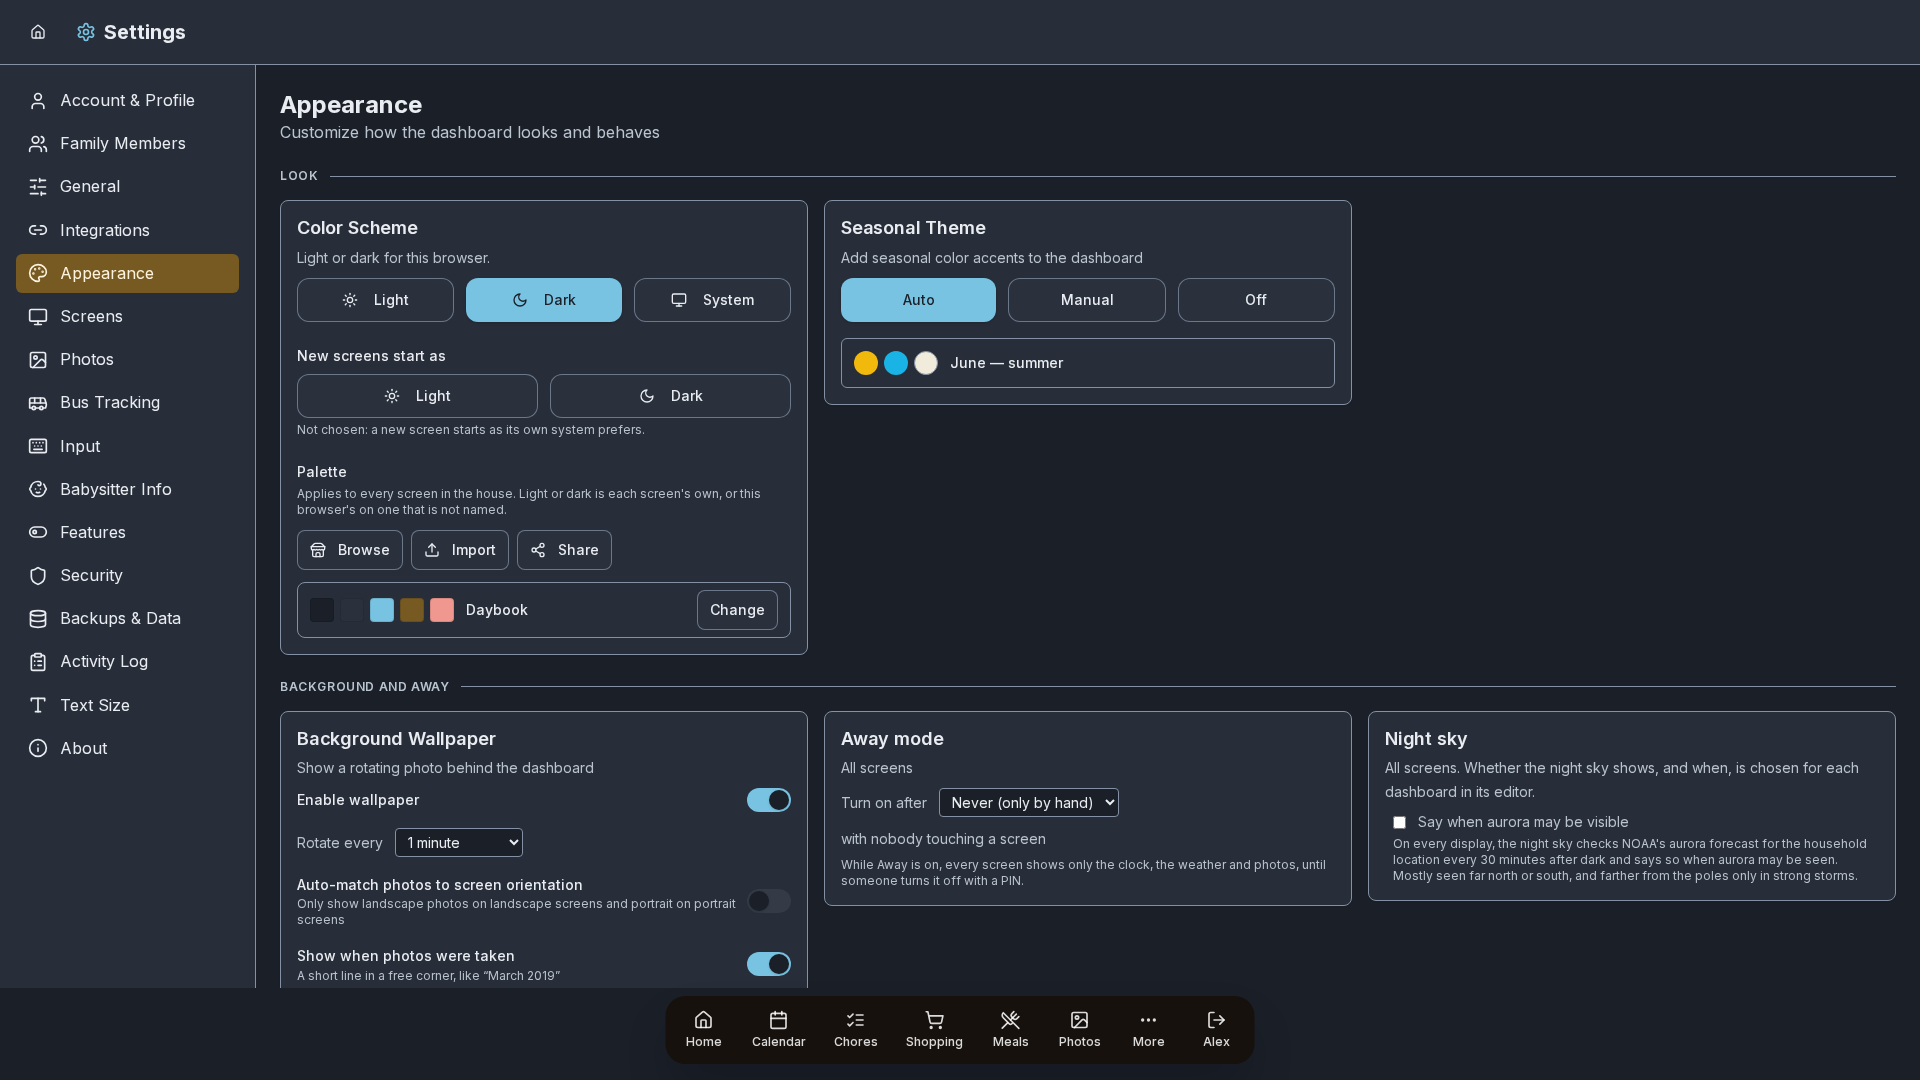 Settings
Account & Profile
Family Members
General
Integrations
Appearance
Screens
Photos
Bus Tracking
Input
Babysitter Info
Features
Security
Backups & Data
Activity Log
Text Size
About
Appearance
Customize how the dashboard looks and behaves
LOOK
Color Scheme
Light or dark for this browser.
Light
Dark
System
New screens start as
Light
Dark
Not chosen: a new screen starts as its own system prefers.
Palette
Applies to every screen in the house. Light or dark is each screen's own, or this
browser's on one that is not named.
Browse
Import
Share
Daybook
Change
Seasonal Theme
Add seasonal color accents to the dashboard
Auto
Manual
Off
June — summer
BACKGROUND AND AWAY
Background Wallpaper
Show a rotating photo behind the dashboard
Enable wallpaper
Rotate every
1 minute
Auto-match photos to screen orientation
Only show landscape photos on landscape screens and portrait on portrait
screens
Show when photos were taken
A short line in a free corner, like “March 2019”
Away mode
All screens
Turn on after
Never (only by hand)
with nobody touching a screen
While Away is on, every screen shows only the clock, the weather and photos, until
someone turns it off with a PIN.
Night sky
All screens. Whether the night sky shows, and when, is chosen for each
dashboard in its editor.
Say when aurora may be visible
On every display, the night sky checks NOAA's aurora forecast for the household
location every 30 minutes after dark and says so when aurora may be seen.
Mostly seen far north or south, and farther from the poles only in strong storms.
Home
Calendar
Chores
Shopping
Meals
Photos
More
Alex